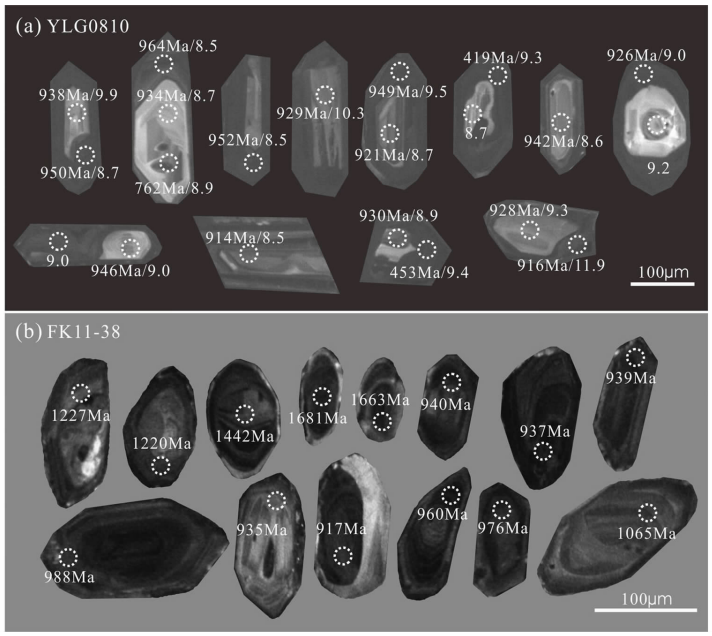 (a) YLG0810
964Ma/8.5
419Ma/9.3
926Ma/9.0
938Ma/9.9
934Ma/8.7
929Ma/10.3
949Ma/9.5
8.7
952Ma/8.5
942Ma/8.6
950Ma/8.7
762Ma/8.9
921Ma/8.7
9.2
930Ma/8.9
928Ma/9.3
914Ma/8.5
9.0
946Ma/9.0
453Ma/9.4
916Ma/11.9
100μm
(b) FK11-38
1227Ma
1220Ma
1442Ma
1681Ma
1663Ma
940Ma
937Ma
939Ma
988Ma
935Ma
917Ma
960Ma
976Ma
1065Ma
100μm